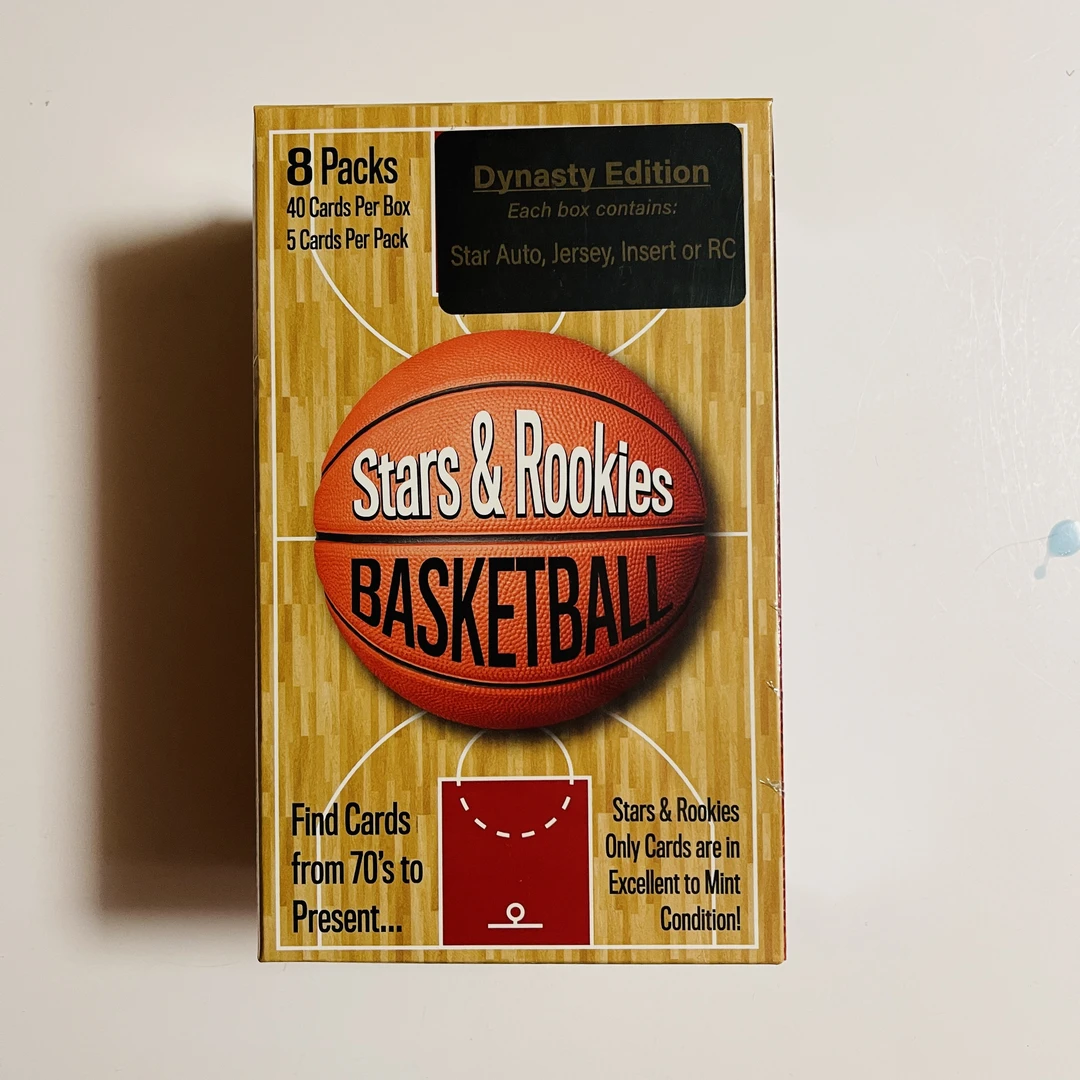 8 Packs
40 Cards Per Box
5 Cards Per Pack
Dynasty Edition
Each box contains:
Star Auto, Jersey, Insert or RC
Stars & Rookies
BASKETBALL
Find Cards
from 70's to
Present...
Stars & Rookies
Only Cards are in
Excellent to Mint
Condition!